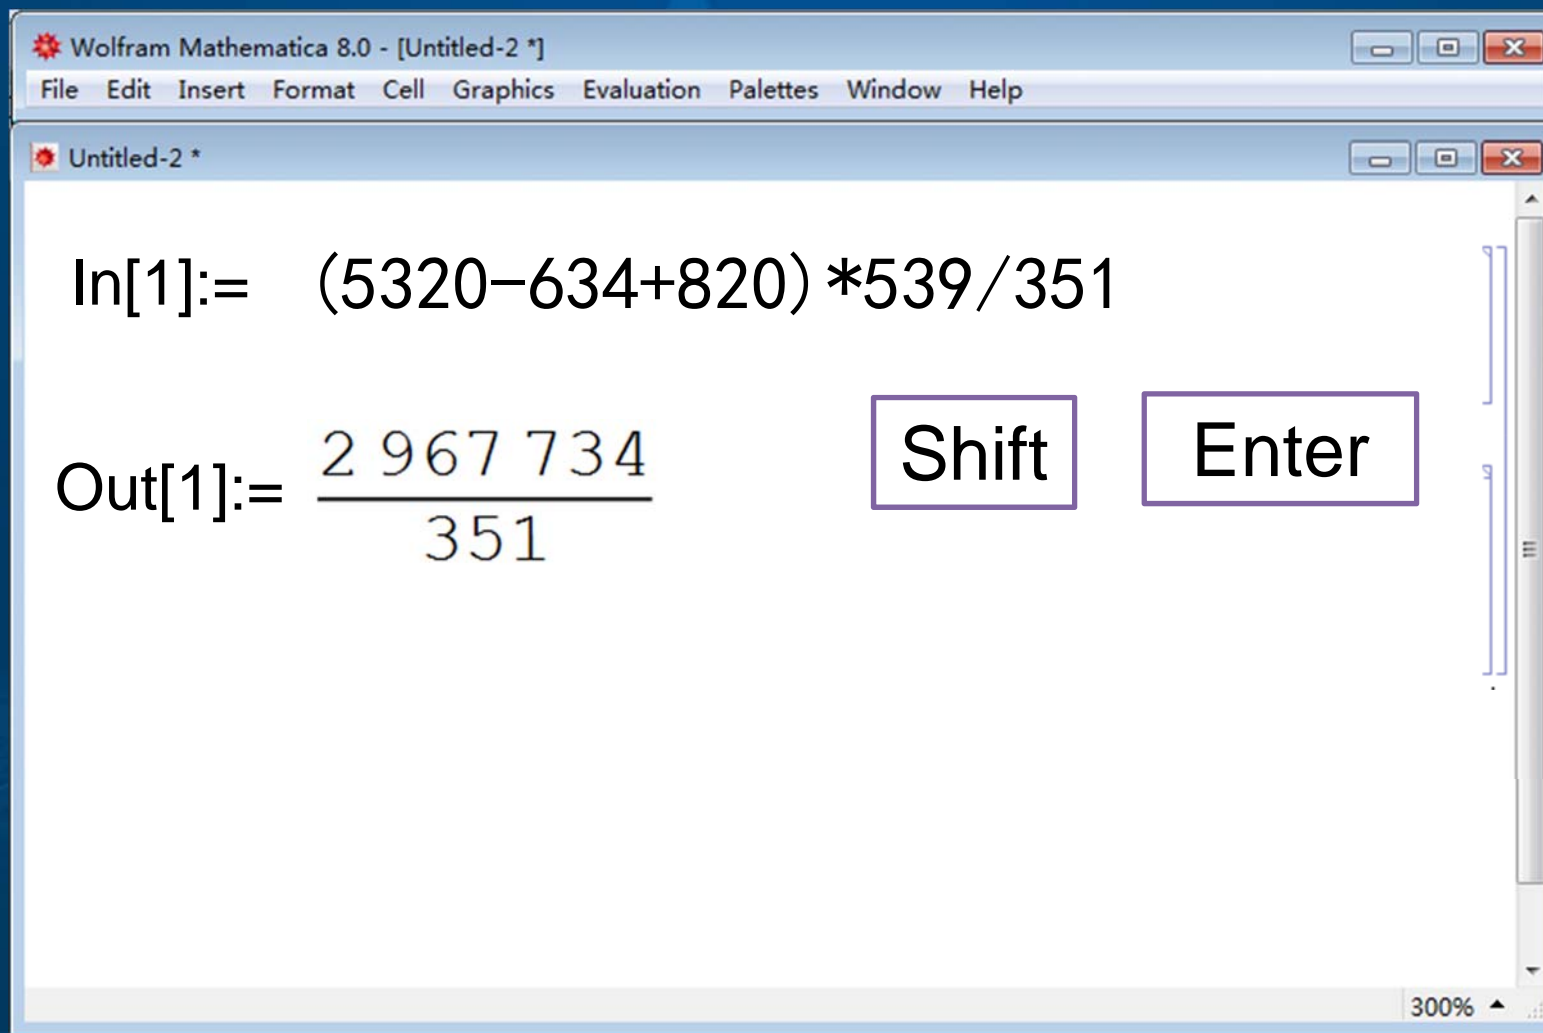 Wolfram Mathematica 8.0 - [Untitled-2 *]
File Edit Insert Format Cell Graphics Evaluation Palettes Window Help
Untitled-2 *
In[1]:= (5320-634+820)*539/351
Out[1]:= 2 967 734
351
Shift Enter
300%